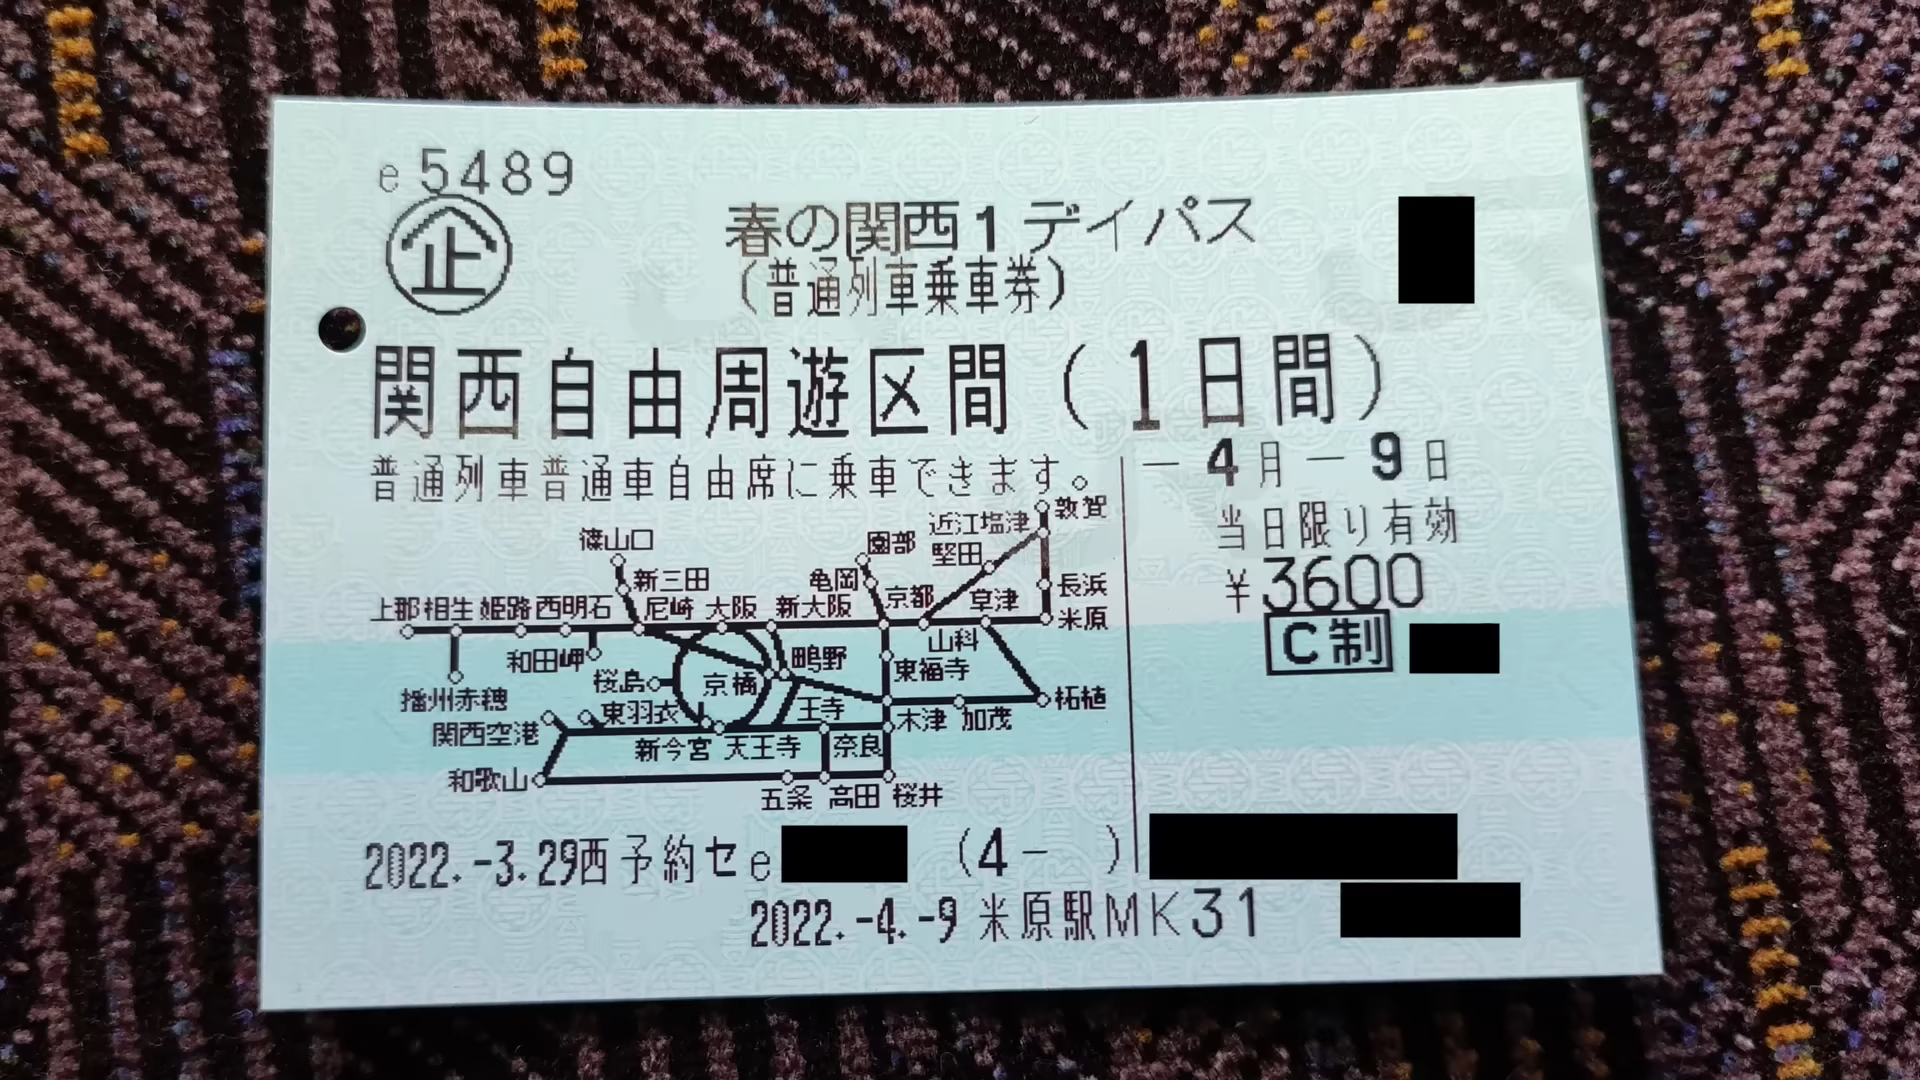 e5489
企
春の関西1デイパス
(普通列車乗車券)
関西自由周遊区間(1日間)
普通列車普通車自由席に乗車できます。
-4月-9日
当日限り有効
¥3600
C制
敦賀
近江塩津
篠山口
園部
堅田
新三田
亀岡
長浜
上郡 相生 姫路 西明石 尼崎 大阪 新大阪 京都 草津 米原
山科
和田岬
鴫野
東福寺
桜島
京橋
播州赤穂
東羽衣
王寺
木津 加茂
柘植
関西空港
新今宮 天王寺 奈良
和歌山
五条 高田 桜井
2022.-3.29西予約セe (4- )
2022.-4.-9 米原駅MK31